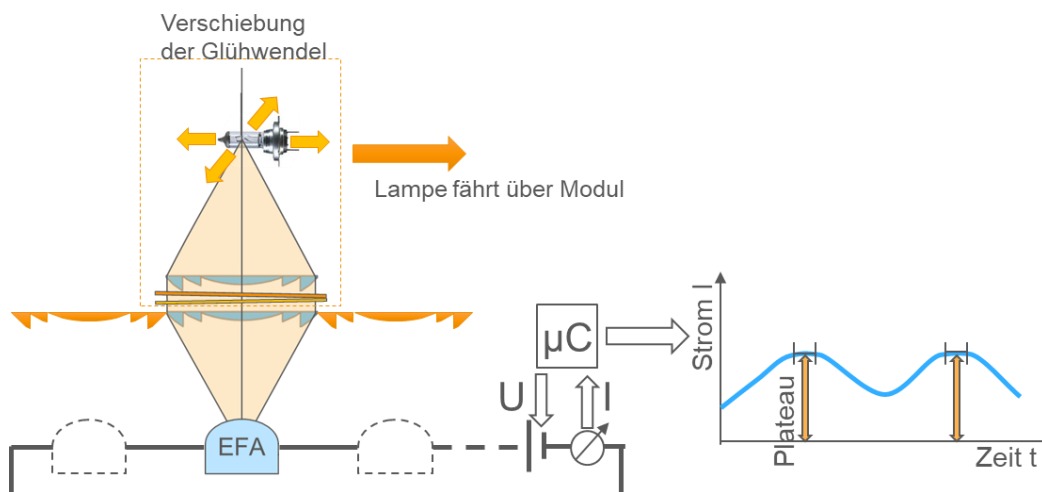 Verschiebung
der Glühwendel
Lampe fährt über Modul
EFA
µC
U
I
Strom I
Plateau
Zeit t